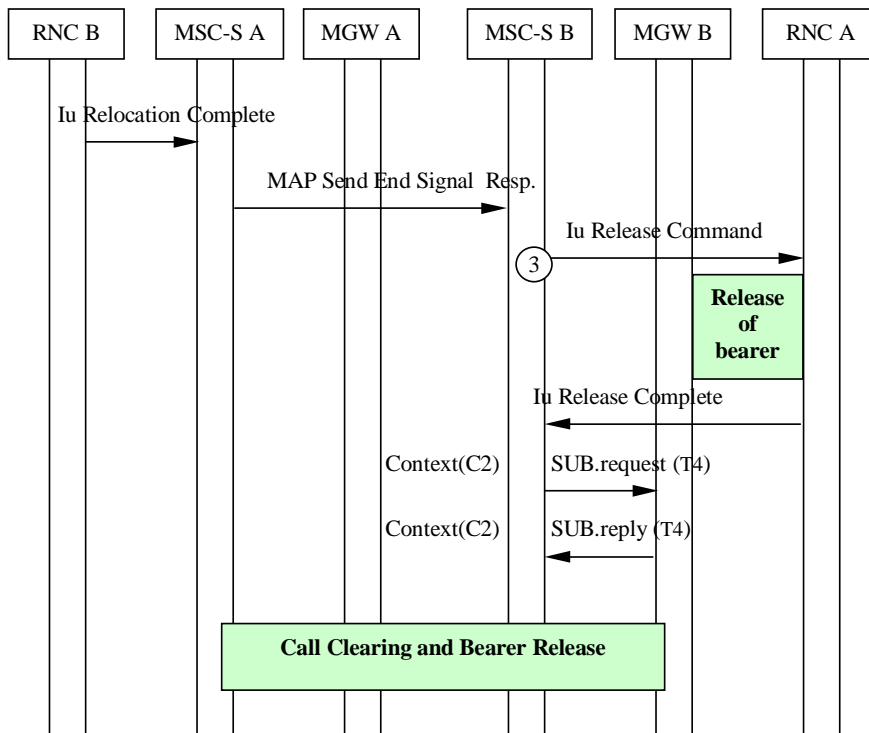 RNC B MSC-S A MGW A MSC-S B MGW B RNC A
Iu Relocation Complete
MAP Send End Signal Resp.
Iu Release Command
3
Release
of
bearer
Iu Release Complete
Context(C2) SUB.request (T4)
Context(C2) SUB.reply (T4)
Call Clearing and Bearer Release